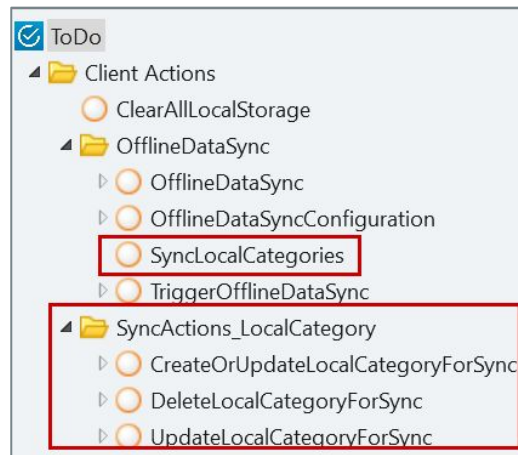 ToDo
Client Actions
ClearAllLocalStorage
OfflineDataSync
OfflineDataSync
OfflineDataSyncConfiguration
SyncLocalCategories
TriggerOfflineDataSync
SyncActions_LocalCategory
CreateOrUpdateLocalCategoryForSync
DeleteLocalCategoryForSync
UpdateLocalCategoryForSync